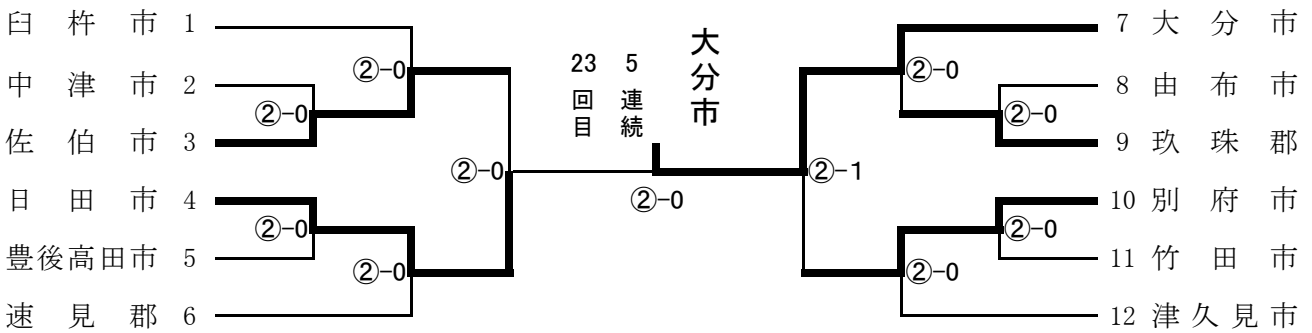 臼杵市 1
②-0
中津市 2
②-0
佐伯市 3
②-0
日田市 4
②-0
豊後高田市 5
②-0
速見郡 6
大分市
5連続
23回目
②-0
7 大分市
②-0
8 由布市
②-0
9 玖珠郡
②-1
10 別府市
②-0
11 竹田市
②-0
12 津久見市